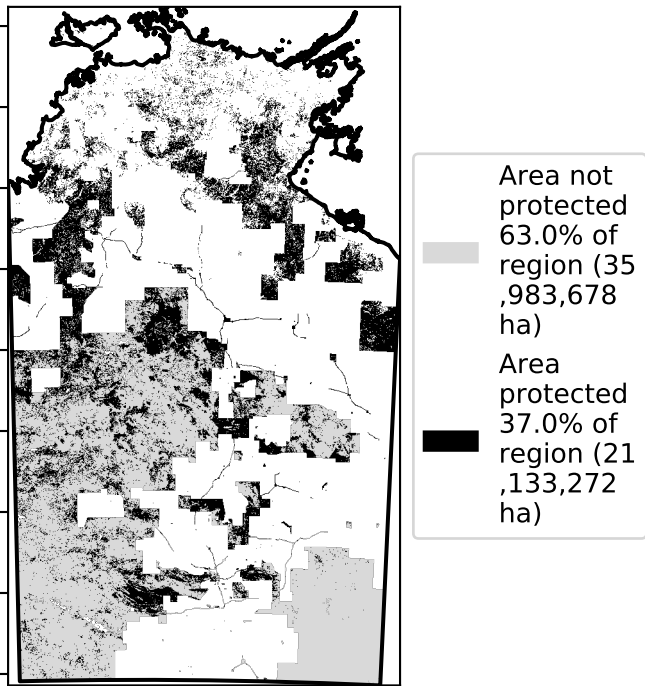 Area not
protected
63.0% of
region (35
,983,678
ha)
Area
protected
37.0% of
region (21
,133,272
ha)